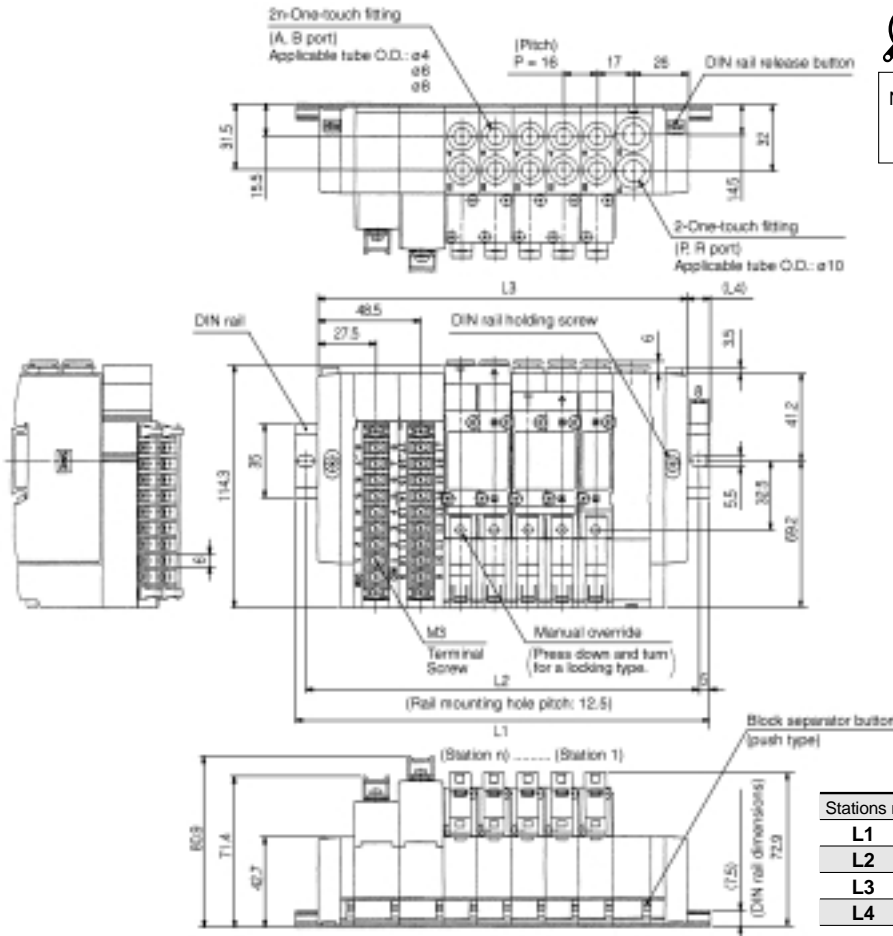 2n-One-touch fitting
(A, B port)
Applicable tube O.D.: ø4
ø6
ø8
(Pitch)
P = 16
17
26
DIN rail release button
31.5
15.5
32
14.5
2-One-touch fitting
(P, R port)
Applicable tube O.D.: ø10
L3
(L4)
48.5
27.5
DIN rail
DIN rail holding screw
6
3.5
41.2
114.3
35
5.5
32.5
69.2
6
M3
Terminal
Screw
Manual override
(Press down and turn
for a locking type.)
L2
(Rail mounting hole pitch: 12.5)
L1
Block separator button
(push type)
(Station n) ...... (Station 1)
71.4
42.7
(7.5)
(DIN rail dimensions)
72.9
Stations
L1
L2
L3
L4